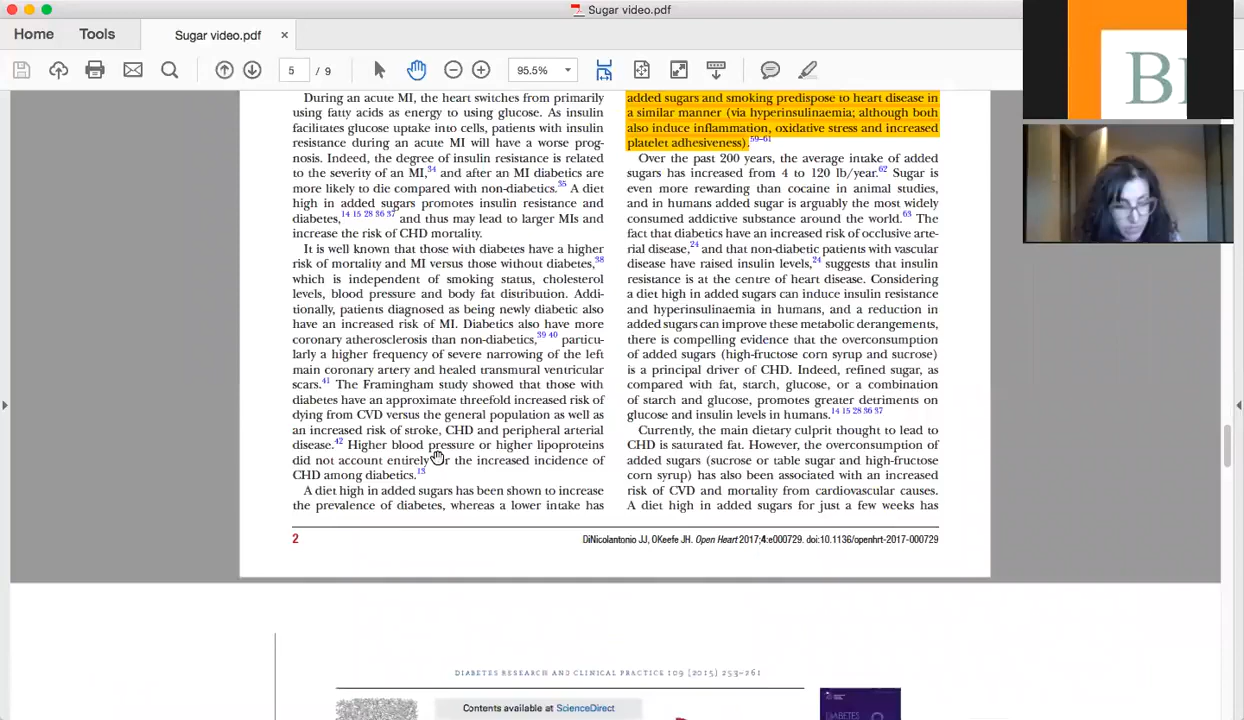 Sugar video.pdf
Home
Tools
Sugar video.pdf
×
5 / 9
95.5%
During an acute MI, the heart switches from primarily
using fatty acids as energy to using glucose. As insulin
facilitates glucose uptake into cells, patients with insulin
resistance during an acute MI will have a worse prog-
nosis. Indeed, the degree of insulin resistance is related
to the severity of an MI,34 and after an MI diabetics are
more likely to die compared with non-diabetics.35 A diet
high in added sugars promotes insulin resistance and
diabetes,14 15 28 36 37 and thus may lead to larger MIs and
increase the risk of CHD mortality.
It is well known that those with diabetes have a higher
risk of mortality and MI versus those without diabetes,38
which is independent of smoking status, cholesterol
levels, blood pressure and body fat distribution. Addi-
tionally, patients diagnosed as being newly diabetic also
have an increased risk of MI. Diabetics also have more
coronary atherosclerosis than non-diabetics,39 40 particu-
larly a higher frequency of severe narrowing of the left
main coronary artery and healed transmural ventricular
scars.41 The Framingham study showed that those with
diabetes have an approximate threefold increased risk of
dying from CVD versus the general population as well as
an increased risk of stroke, CHD and peripheral arterial
disease.42 Higher blood pressure or higher lipoproteins
did not account entirely the increased incidence of
CHD among diabetics.13
A diet high in added sugars has been shown to increase
the prevalence of diabetes, whereas a lower intake has
added sugars and smoking predispose to heart disease in
a similar manner (via hyperinsulinaemia; although both
also induce inflammation, oxidative stress and increased
platelet adhesiveness).59–61
Over the past 200 years, the average intake of added
sugars has increased from 4 to 120 lb/year.62 Sugar is
even more rewarding than cocaine in animal studies,
and in humans added sugar is arguably the most widely
consumed addictive substance around the world.63 The
fact that diabetics have an increased risk of occlusive arte-
rial disease,24 and that non-diabetic patients with vascular
disease have raised insulin levels,24 suggests that insulin
resistance is at the centre of heart disease. Considering
a diet high in added sugars can induce insulin resistance
and hyperinsulinaemia in humans, and a reduction in
added sugars can improve these metabolic derangements,
there is compelling evidence that the overconsumption
of added sugars (high-fructose corn syrup and sucrose)
is a principal driver of CHD. Indeed, refined sugar, as
compared with fat, starch, glucose, or a combination
of starch and glucose, promotes greater detriments on
glucose and insulin levels in humans.14 15 28 36 37
Currently, the main dietary culprit thought to lead to
CHD is saturated fat. However, the overconsumption of
added sugars (sucrose or table sugar and high-fructose
corn syrup) has also been associated with an increased
risk of CVD and mortality from cardiovascular causes.
A diet high in added sugars for just a few weeks has
2
DiNicolantonio JJ, OKeefe JH. Open Heart 2017;4:e000729. doi:10.1136/openhrt-2017-000729
DIABETES RESEARCH AND CLINICAL PRACTICE 109 (2015) 253–261
Contents available at ScienceDirect
DIABETES
B